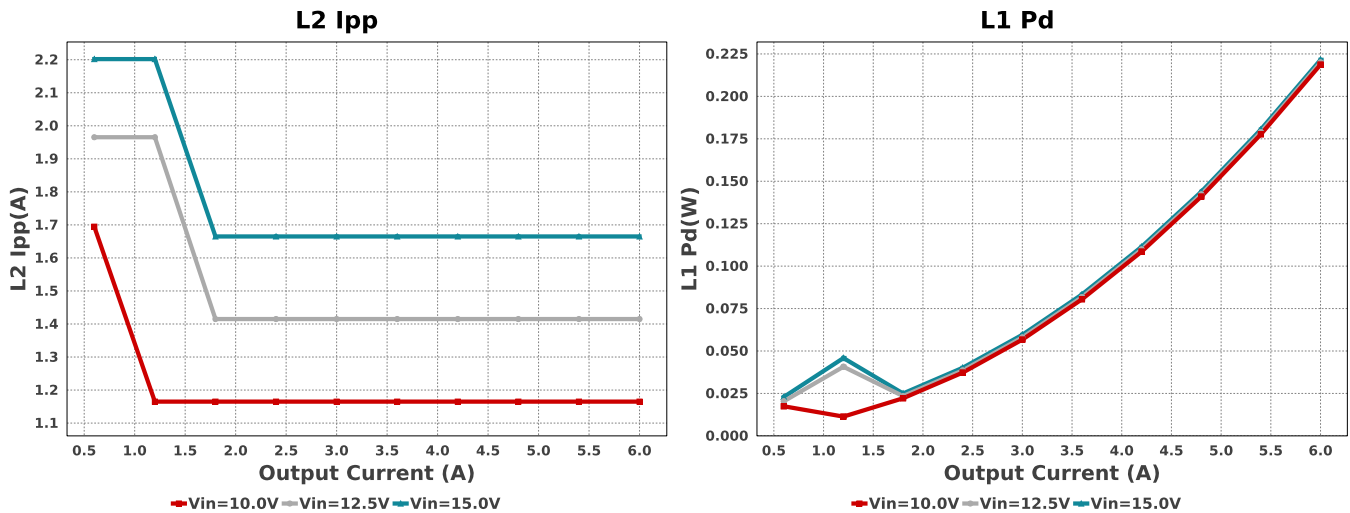 L2 Ipp
L2 Ipp(A)
2.2
2.1
2.0
1.9
1.8
1.7
1.6
1.5
1.4
1.3
1.2
1.1
0.5 1.0 1.5 2.0 2.5 3.0 3.5 4.0 4.5 5.0 5.5 6.0
Output Current (A)
Vin=10.0V Vin=12.5V Vin=15.0V
L1 Pd
L1 Pd(W)
0.225
0.200
0.175
0.150
0.125
0.100
0.075
0.050
0.025
0.000
0.5 1.0 1.5 2.0 2.5 3.0 3.5 4.0 4.5 5.0 5.5 6.0
Output Current (A)
Vin=10.0V Vin=12.5V Vin=15.0V